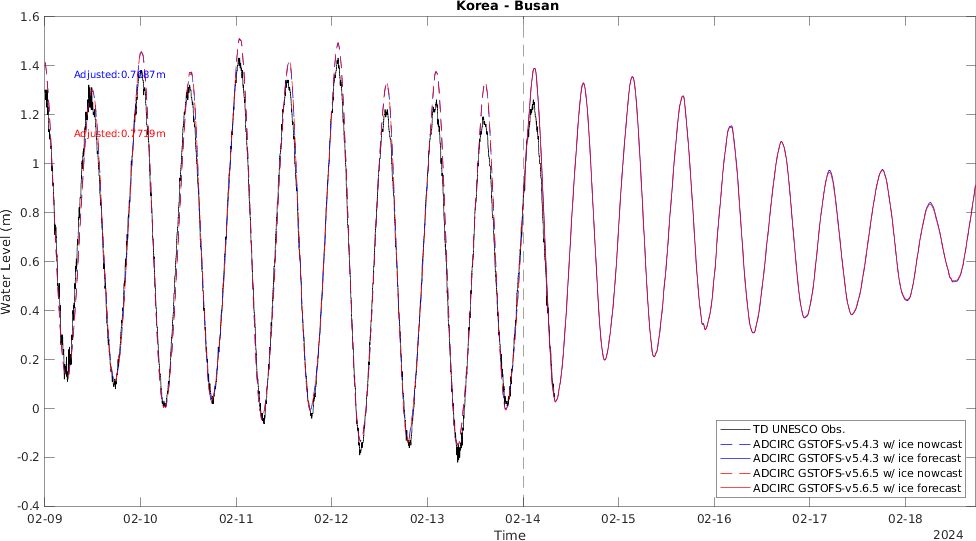 Korea - Busan
1.6
1.4
1.2
1
0.8
0.6
0.4
0.2
0
-0.2
-0.4
Water Level (m)
Adjusted:
Adjusted:
TD UNESCO Obs.
ADCIRC GSTOFS-v5.4.3 w/ ice nowcast
ADCIRC GSTOFS-v5.4.3 w/ ice forecast
ADCIRC GSTOFS-v5.6.5 w/ ice nowcast
ADCIRC GSTOFS-v5.6.5 w/ ice forecast
02-09 02-10 02-11 02-12 02-13 02-14 02-15 02-16 02-17 02-18
Time
2024